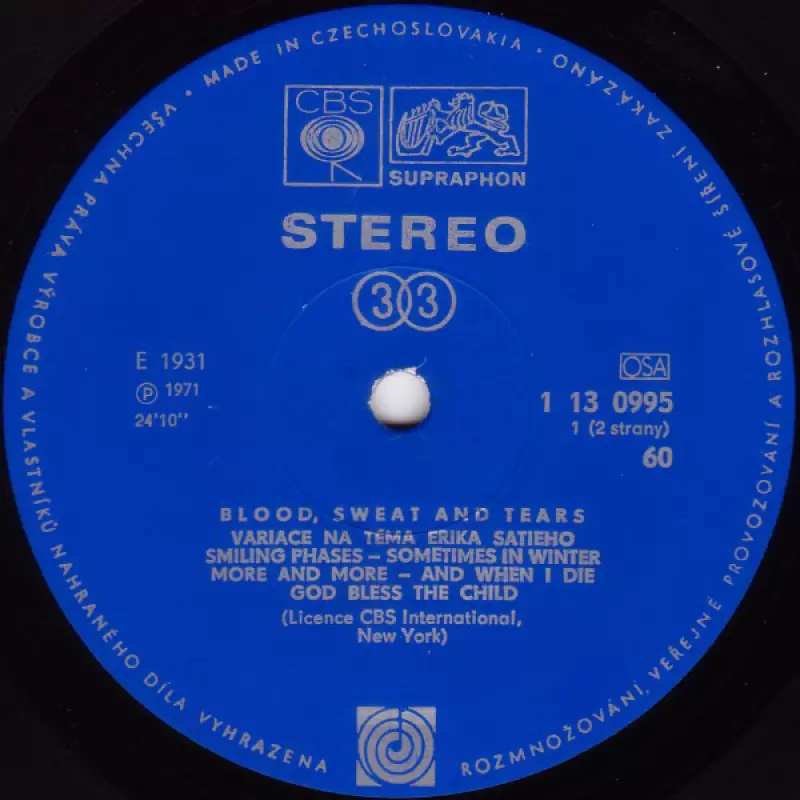 • MADE IN CZECHOSLOVAKIA •
CBS
SUPRAPHON
STEREO
33
E 1931
Ⓟ 1971
24'10"
OSA
1 13 0995
1 (2 strany)
60
BLOOD, SWEAT AND TEARS
VARIACE NA TÉMA ERIKA SATIEHO
SMILING PHASES – SOMETIMES IN WINTER
MORE AND MORE – AND WHEN I DIE
GOD BLESS THE CHILD
(Licence CBS International,
New York)
VŠECHNA PRÁVA VÝROBCE A VLASTNÍKŮ NAHRANÉHO DÍLA VYHRAZENA
ROZMNOŽOVÁNÍ, VEŘEJNÉ PROVOZOVÁNÍ A ROZHLASOVÉ ŠÍŘENÍ ZAKÁZÁNO